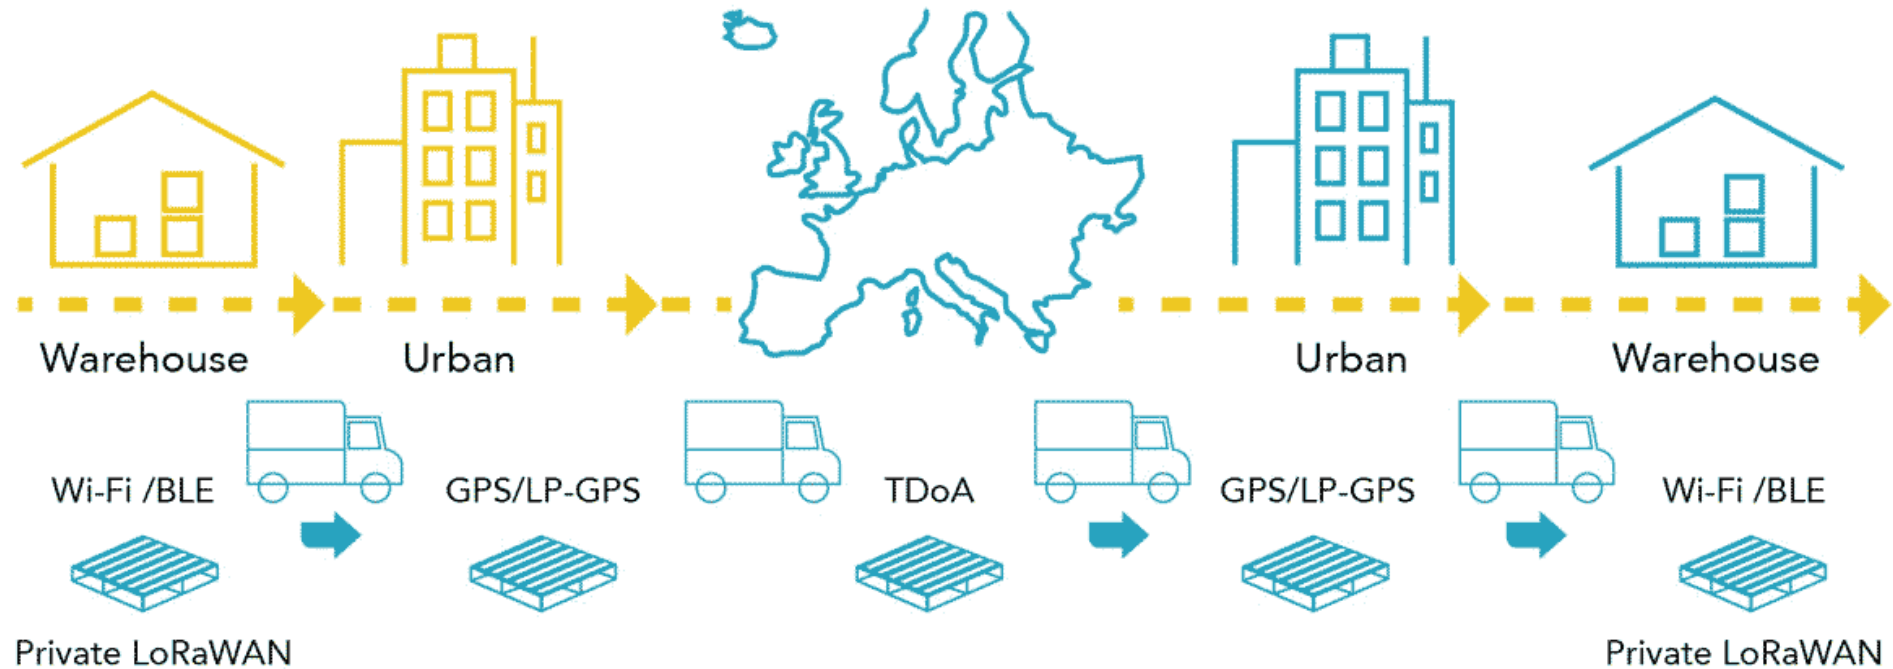 Warehouse
Urban
Urban
Warehouse
Wi-Fi /BLE
GPS/LP-GPS
TDoA
GPS/LP-GPS
Wi-Fi /BLE
Private LoRaWAN
Private LoRaWAN